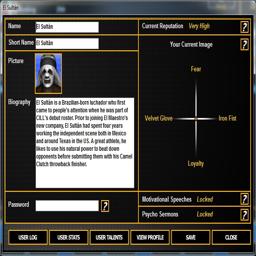 El Sultán
Name
El Sultán
Current Reputation
Very High
Short Name
El Sultán
Your Current Image
Picture
Fear
Velvet Glove
Iron Fist
Loyalty
Biography
El Sultán is a Brazilian-born luchador who first
came to people's attention when he was part of
CILL's debut roster. Prior to joining El Maestro's
new company, El Sultán had spent four years
working the independent scene both in Mexico
and around Texas in the US. A great athlete, he
likes to use his natural power to beat down
opponents before submitting them with his Camel
Clutch throwback finisher.
Motivational Speeches
Locked
Password
Psycho Sermons
Locked
USER LOG
USER STATS
USER TALENTS
VIEW PROFILE
SAVE
CLOSE